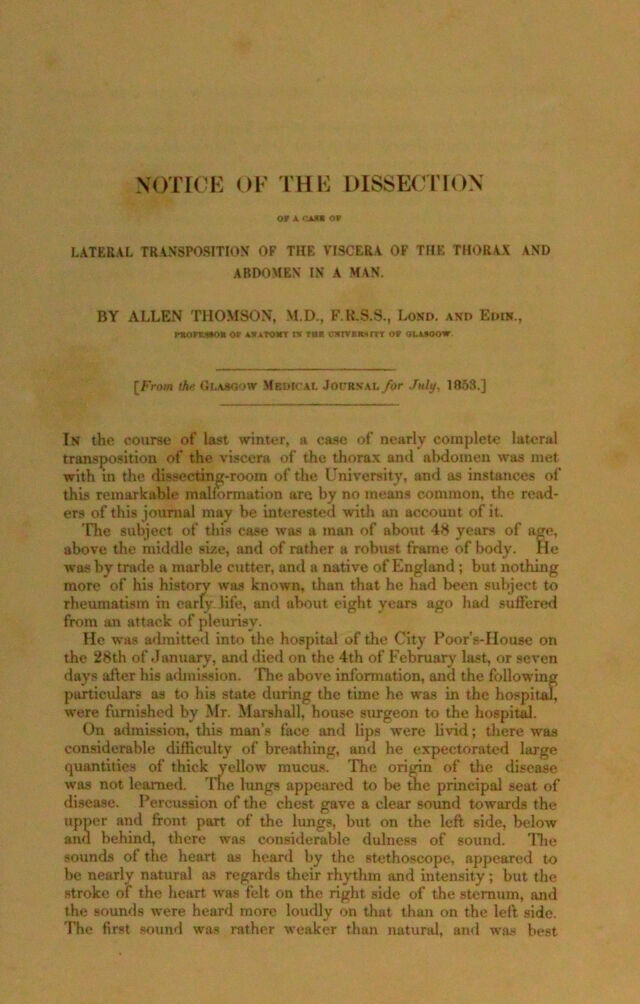 NOTICE OF THE DISSECTION
OF A CASE OF
LATERAL TRANSPOSITION OF THE VISCERA OF THE THORAX AND
ABDOMEN IN A MAN.
BY ALLEN THOMSON, M.D., F.R.S.S., LOND. AND EDIN.,
PROFESSOR OF ANATOMY IN THE UNIVERSITY OF GLASGOW.
[From the GLASGOW MEDICAL JOURNAL for July, 1853.]
IN the course of last winter, a case of nearly complete lateral
transposition of the viscera of the thorax and abdomen was met
with in the dissecting-room of the University, and as instances of
this remarkable malformation are by no means common, the read-
ers of this journal may be interested with an account of it.
The subject of this case was a man of about 48 years of age,
above the middle size, and of rather a robust frame of body. He
was by trade a marble cutter, and a native of England; but nothing
more of his history was known, than that he had been subject to
rheumatism in early life, and about eight years ago had suffered
from an attack of pleurisy.
He was admitted into the hospital of the City Poor's-House on
the 28th of January, and died on the 4th of February last, or seven
days after his admission. The above information, and the following
particulars as to his state during the time he was in the hospital,
were furnished by Mr. Marshall, house surgeon to the hospital.
On admission, this man's face and lips were livid; there was
considerable difficulty of breathing, and he expectorated large
quantities of thick yellow mucus. The origin of the disease
was not learned. The lungs appeared to be the principal seat of
disease. Percussion of the chest gave a clear sound towards the
upper and front part of the lungs, but on the left side, below
and behind, there was considerable dulness of sound. The
sounds of the heart as heard by the stethoscope, appeared to
be nearly natural as regards their rhythm and intensity; but the
stroke of the heart was felt on the right side of the sternum, and
the sounds were heard more loudly on that than on the left side.
The first sound was rather weaker than natural, and was best